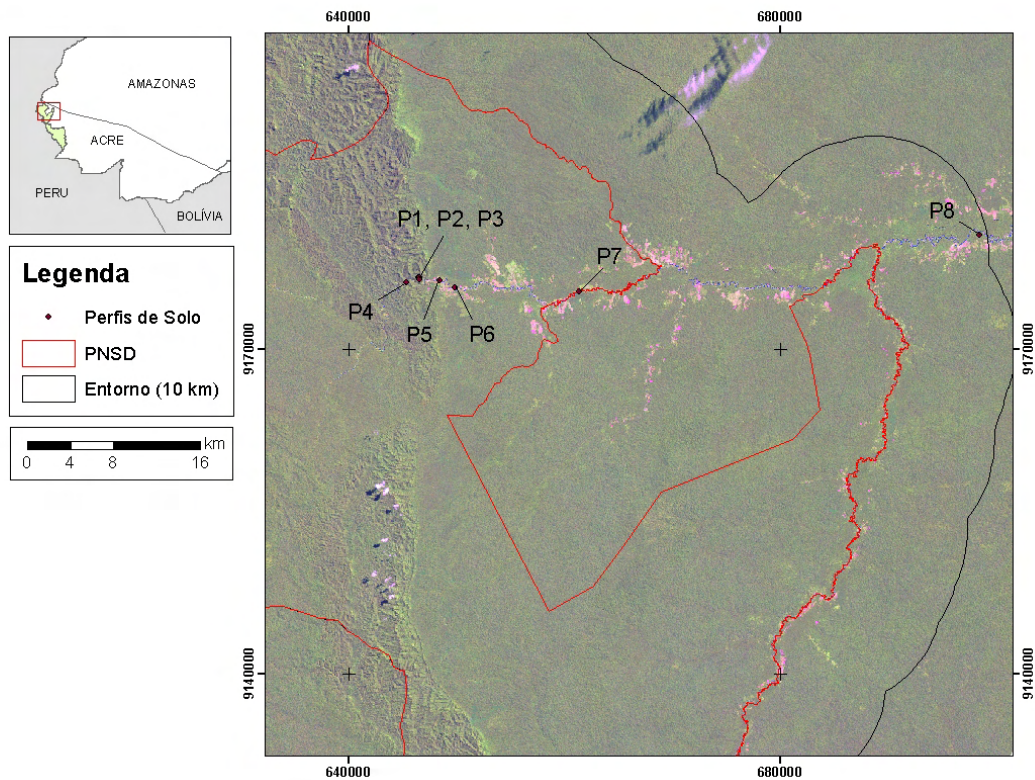 640000
680000
AMAZONAS
ACRE
PERU
BOLÍVIA
Legenda
Perfis de Solo
PNSD
Entorno (10 km)
km
0 4 8 16
P1, P2, P3
P4
P5
P6
P7
P8
9170000
9170000
9140000
9140000
640000
680000